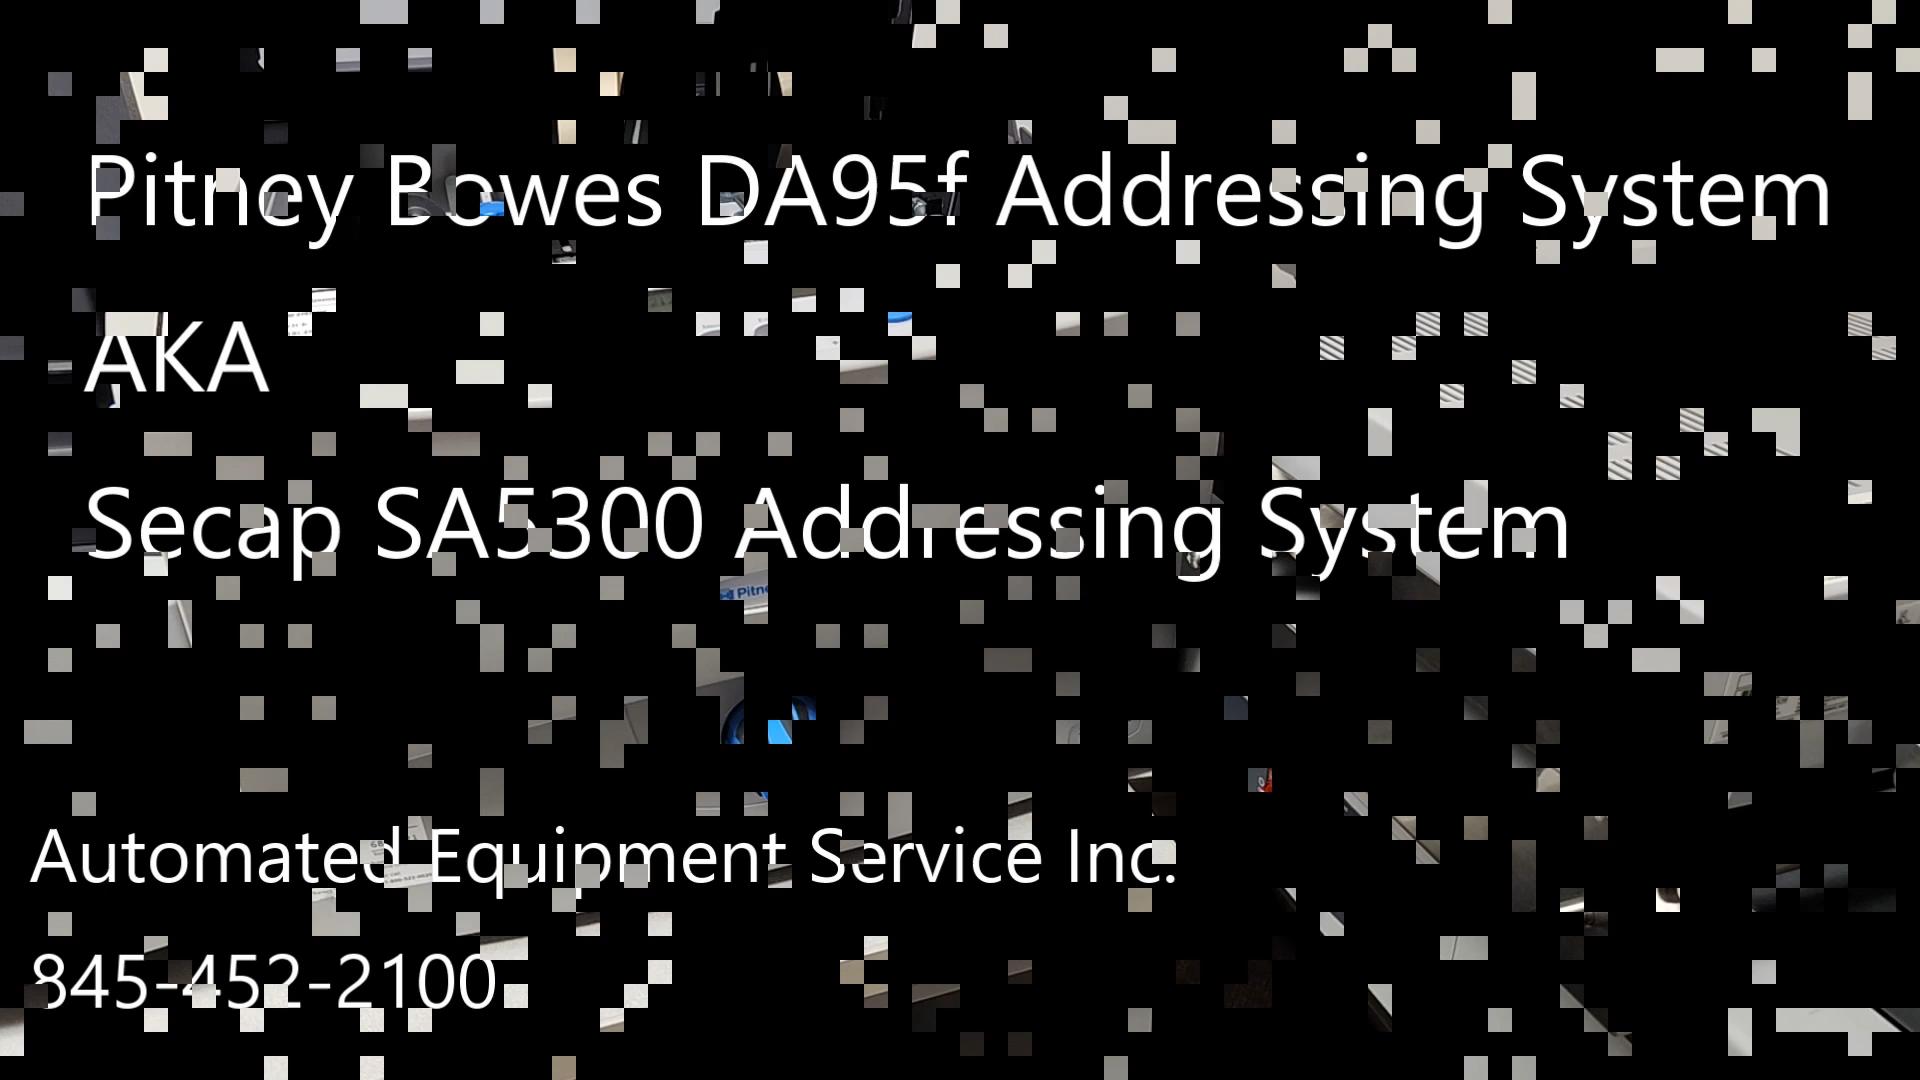 Pitney Bowes DA95f Addressing System
AKA
Secap SA5300 Addressing System
Automated Equipment Service Inc.
845-452-2100